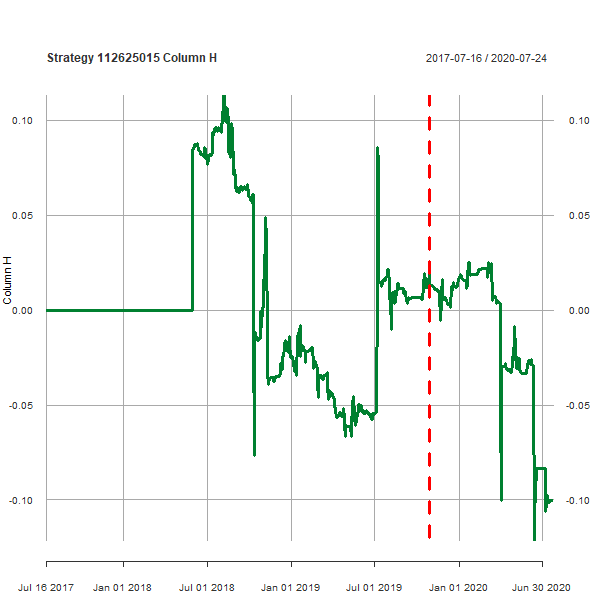 Strategy 112625015 Column H
2017-07-16 / 2020-07-24
0.10
0.10
0.05
0.05
0.00
0.00
-0.05
-0.05
-0.10
-0.10
Column H
Jul 16 2017
Jan 01 2018
Jul 01 2018
Jan 01 2019
Jul 01 2019
Jan 01 2020
Jun 30 2020